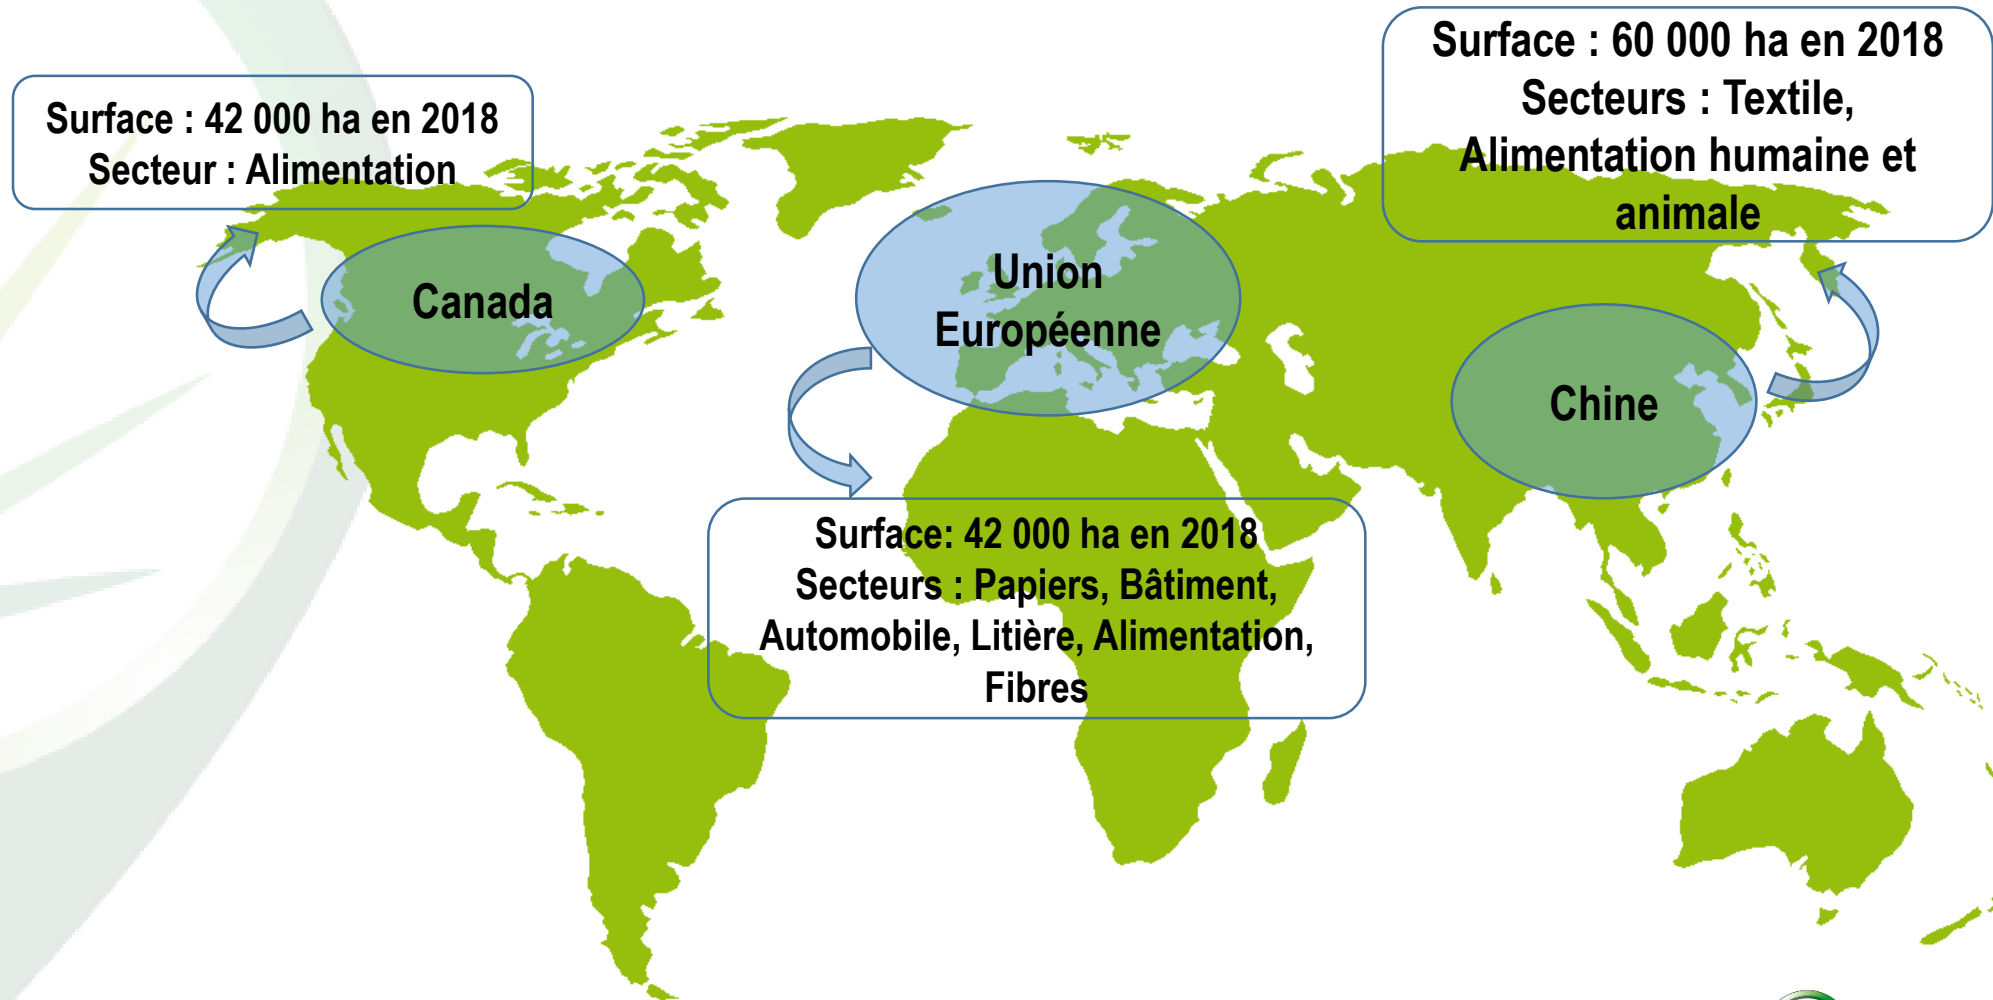 Surface : 42 000 ha en 2018
Secteur : Alimentation
Surface : 60 000 ha en 2018
Secteurs : Textile,
Alimentation humaine et
animale
Canada
Union
Européenne
Chine
Surface: 42 000 ha en 2018
Secteurs : Papiers, Bâtiment,
Automobile, Litière, Alimentation,
Fibres